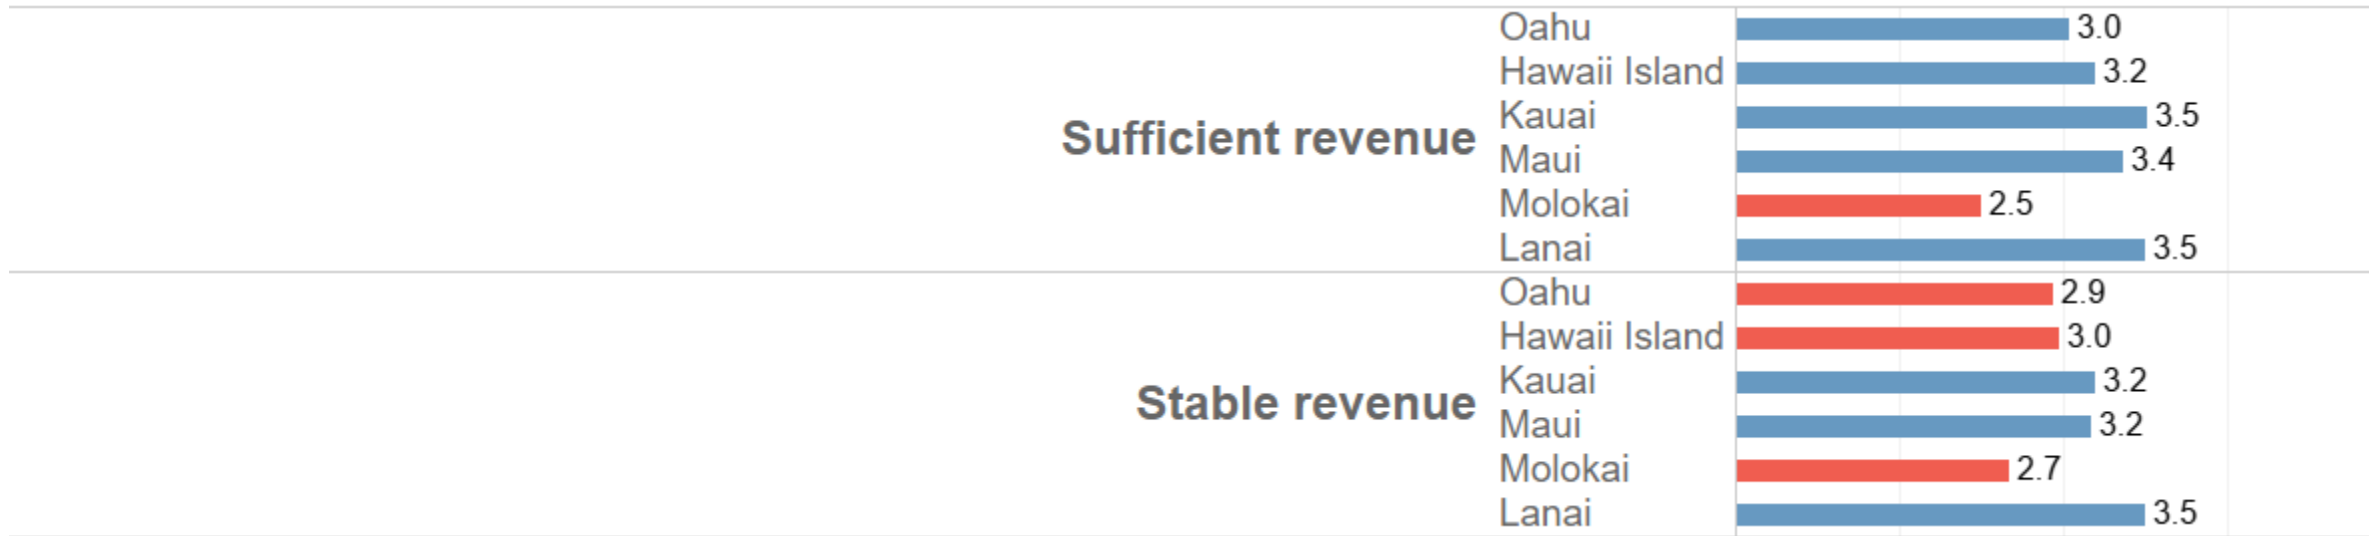 Sufficient revenue
Oahu 3.0
Hawaii Island 3.2
Kauai 3.5
Maui 3.4
Molokai 2.5
Lanai 3.5
Stable revenue
Oahu 2.9
Hawaii Island 3.0
Kauai 3.2
Maui 3.2
Molokai 2.7
Lanai 3.5